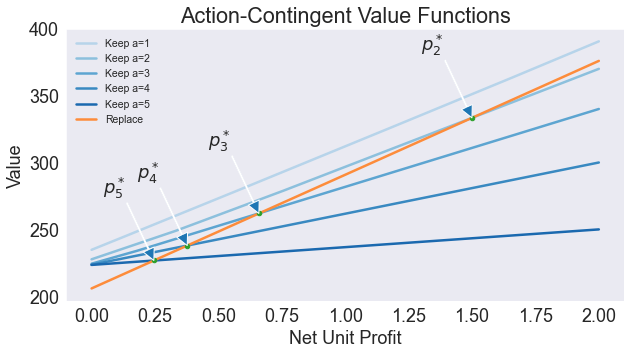 Action-Contingent Value Functions
400
350
300
250
200
Value
Keep a=1
Keep a=2
Keep a=3
Keep a=4
Keep a=5
Replace
p₂*
p₃*
p₄*
p₅*
0.00 0.25 0.50 0.75 1.00 1.25 1.50 1.75 2.00
Net Unit Profit